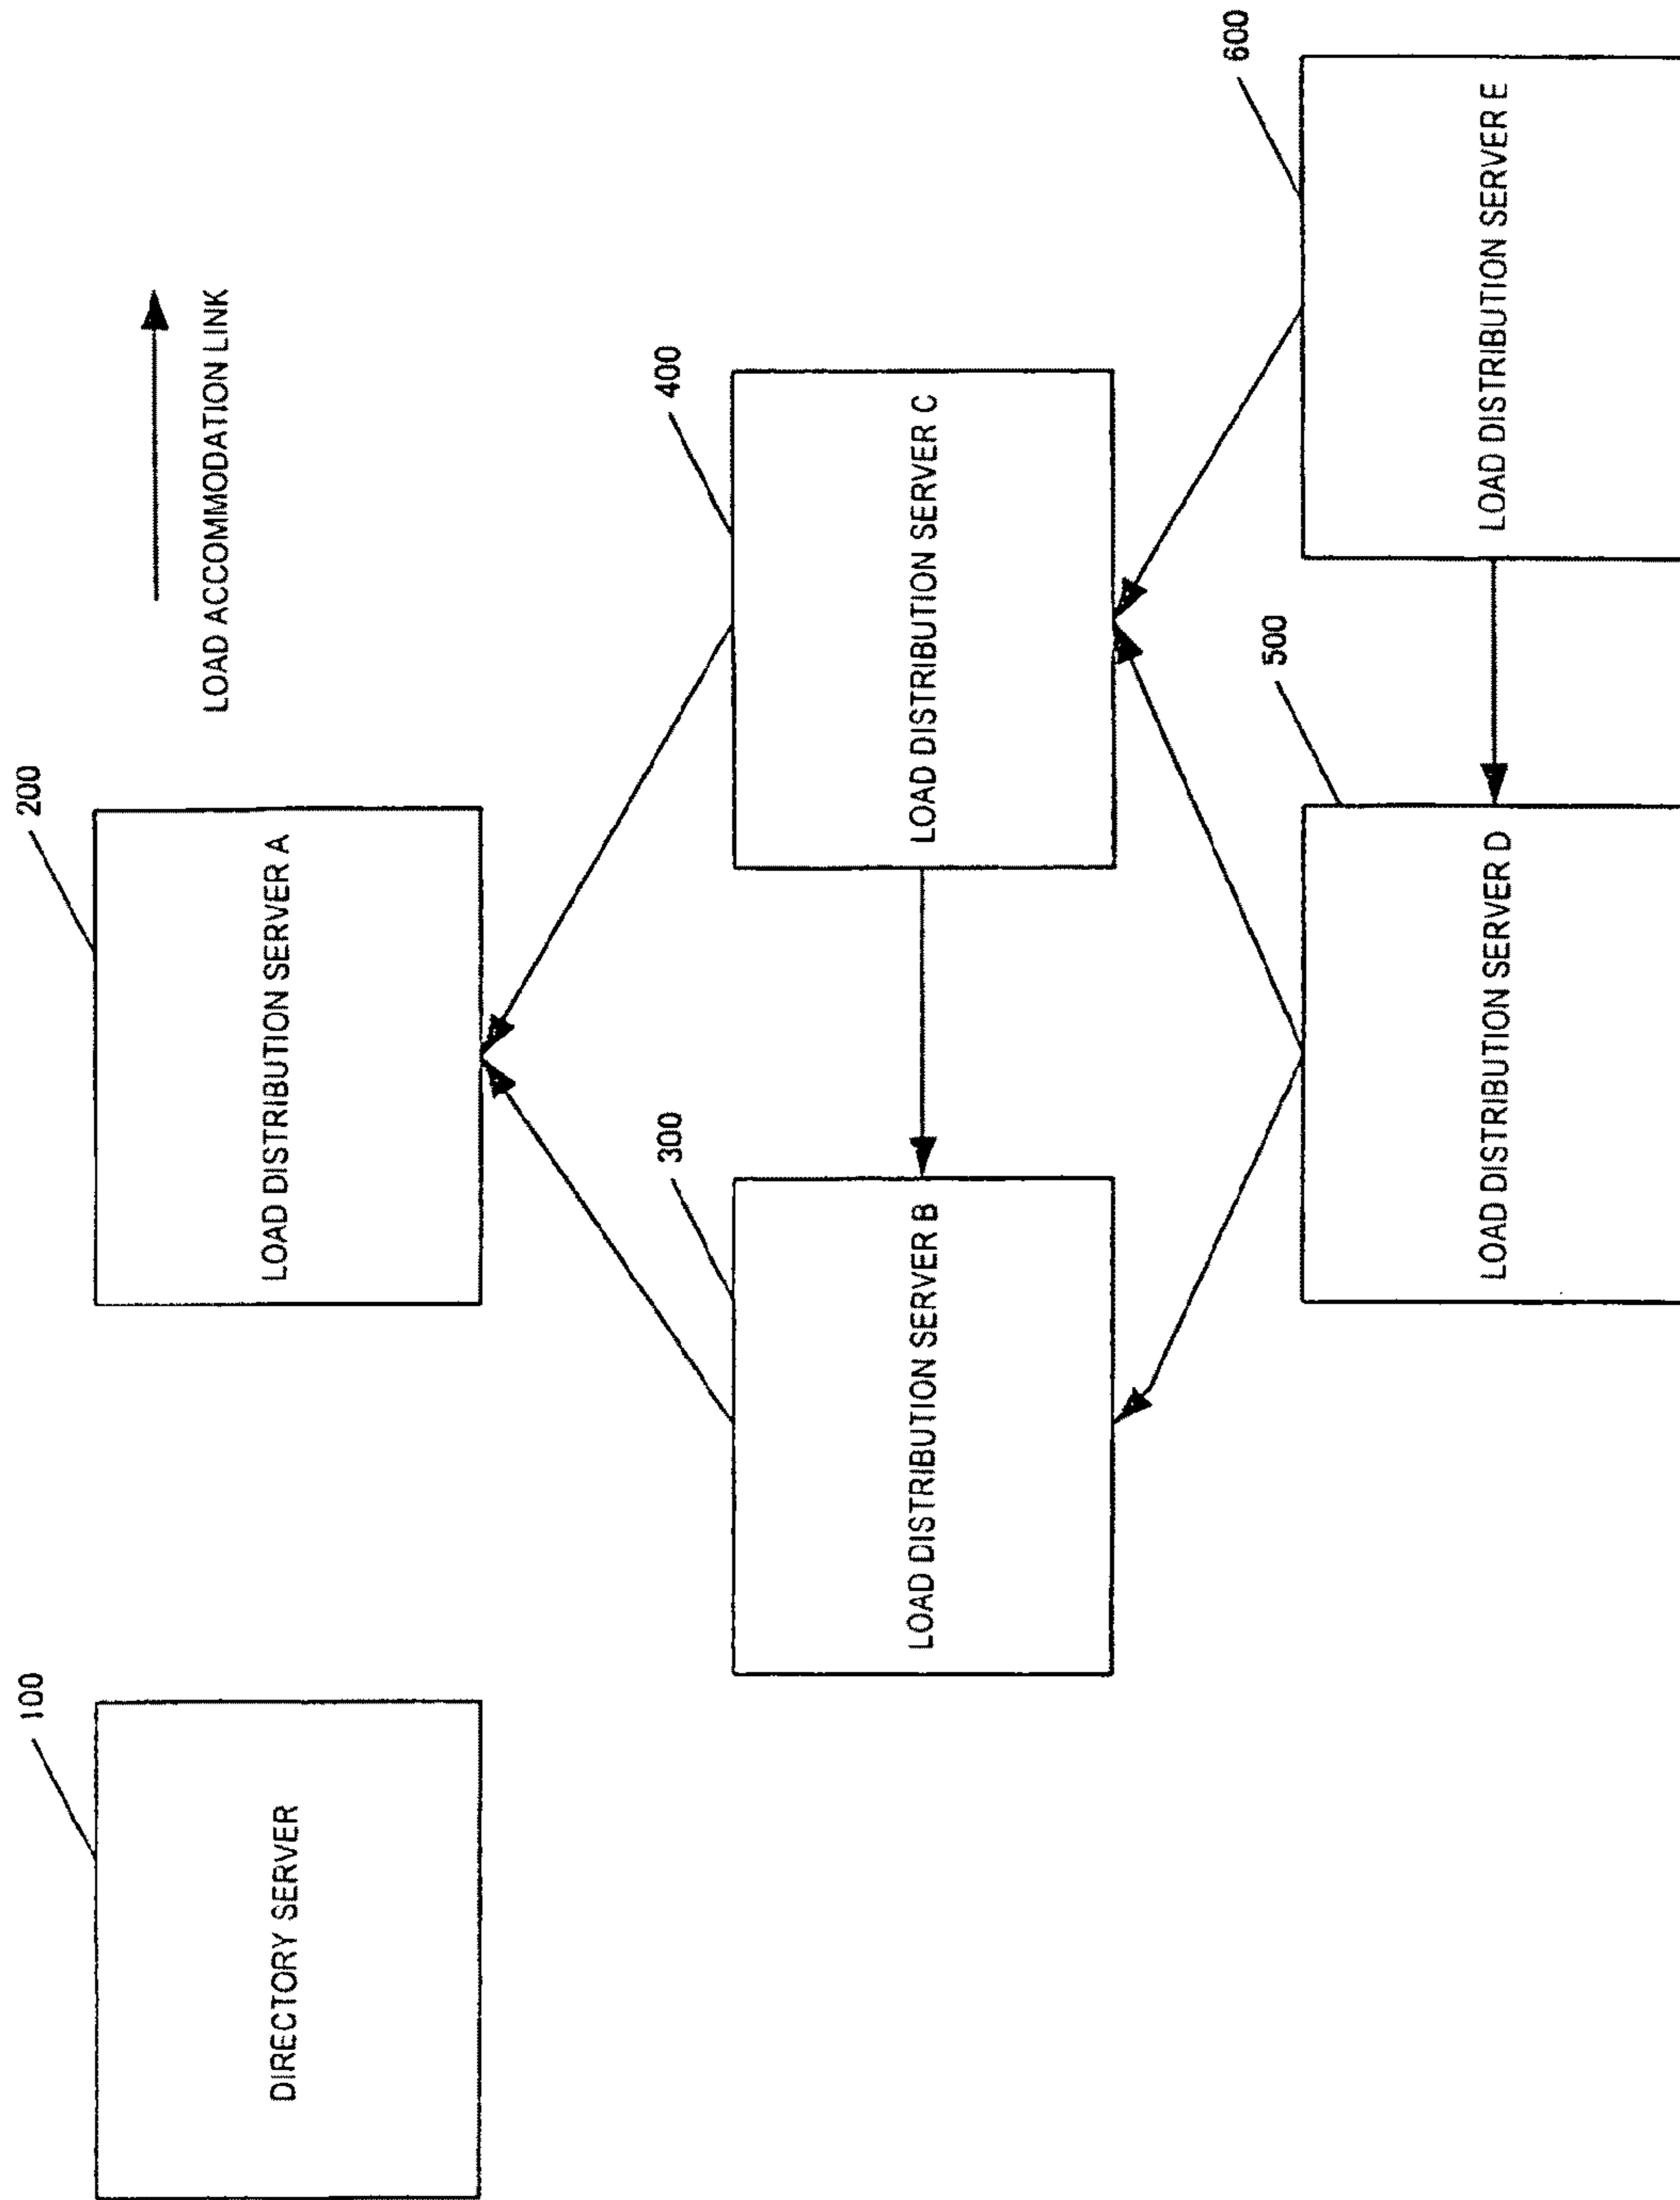 100
DIRECTORY SERVER
200
LOAD DISTRIBUTION SERVER A
LOAD ACCOMMODATION LINK
300
LOAD DISTRIBUTION SERVER B
400
LOAD DISTRIBUTION SERVER C
500
LOAD DISTRIBUTION SERVER D
600
LOAD DISTRIBUTION SERVER E